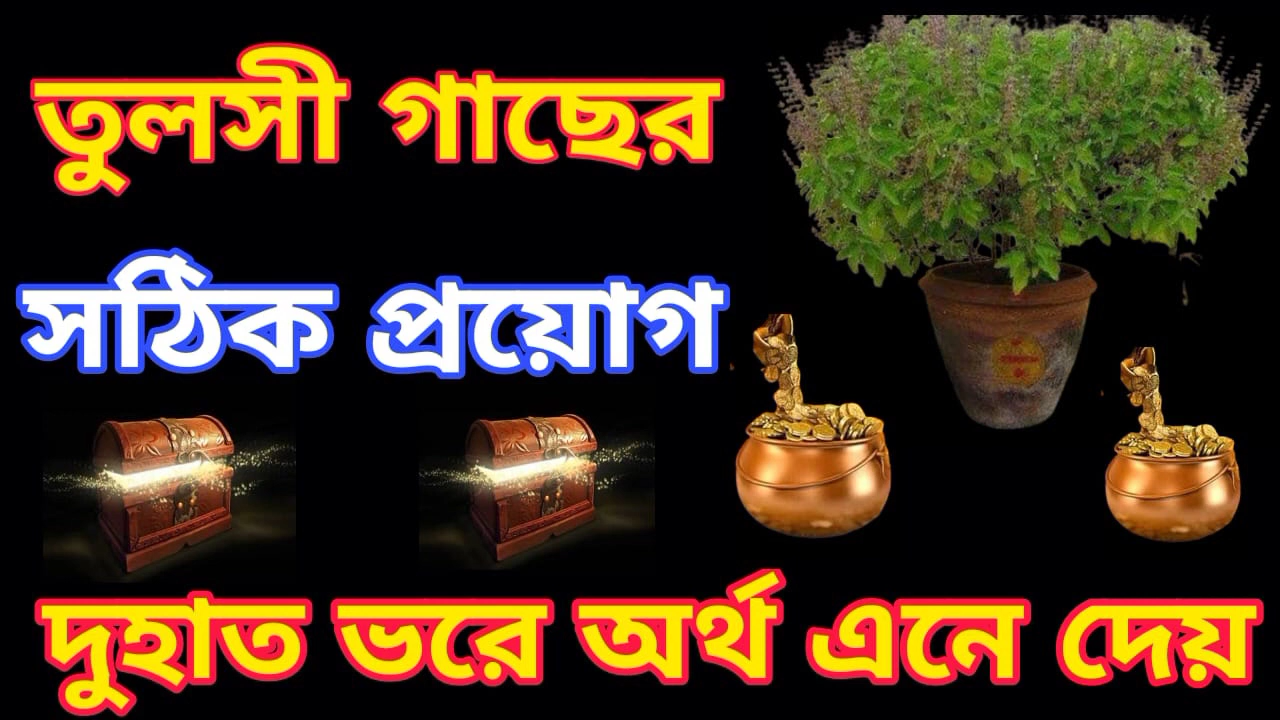 তুলসী গাছের
সঠিক প্রয়োগ
দুহাত ভরে অর্থ এনে দেয়